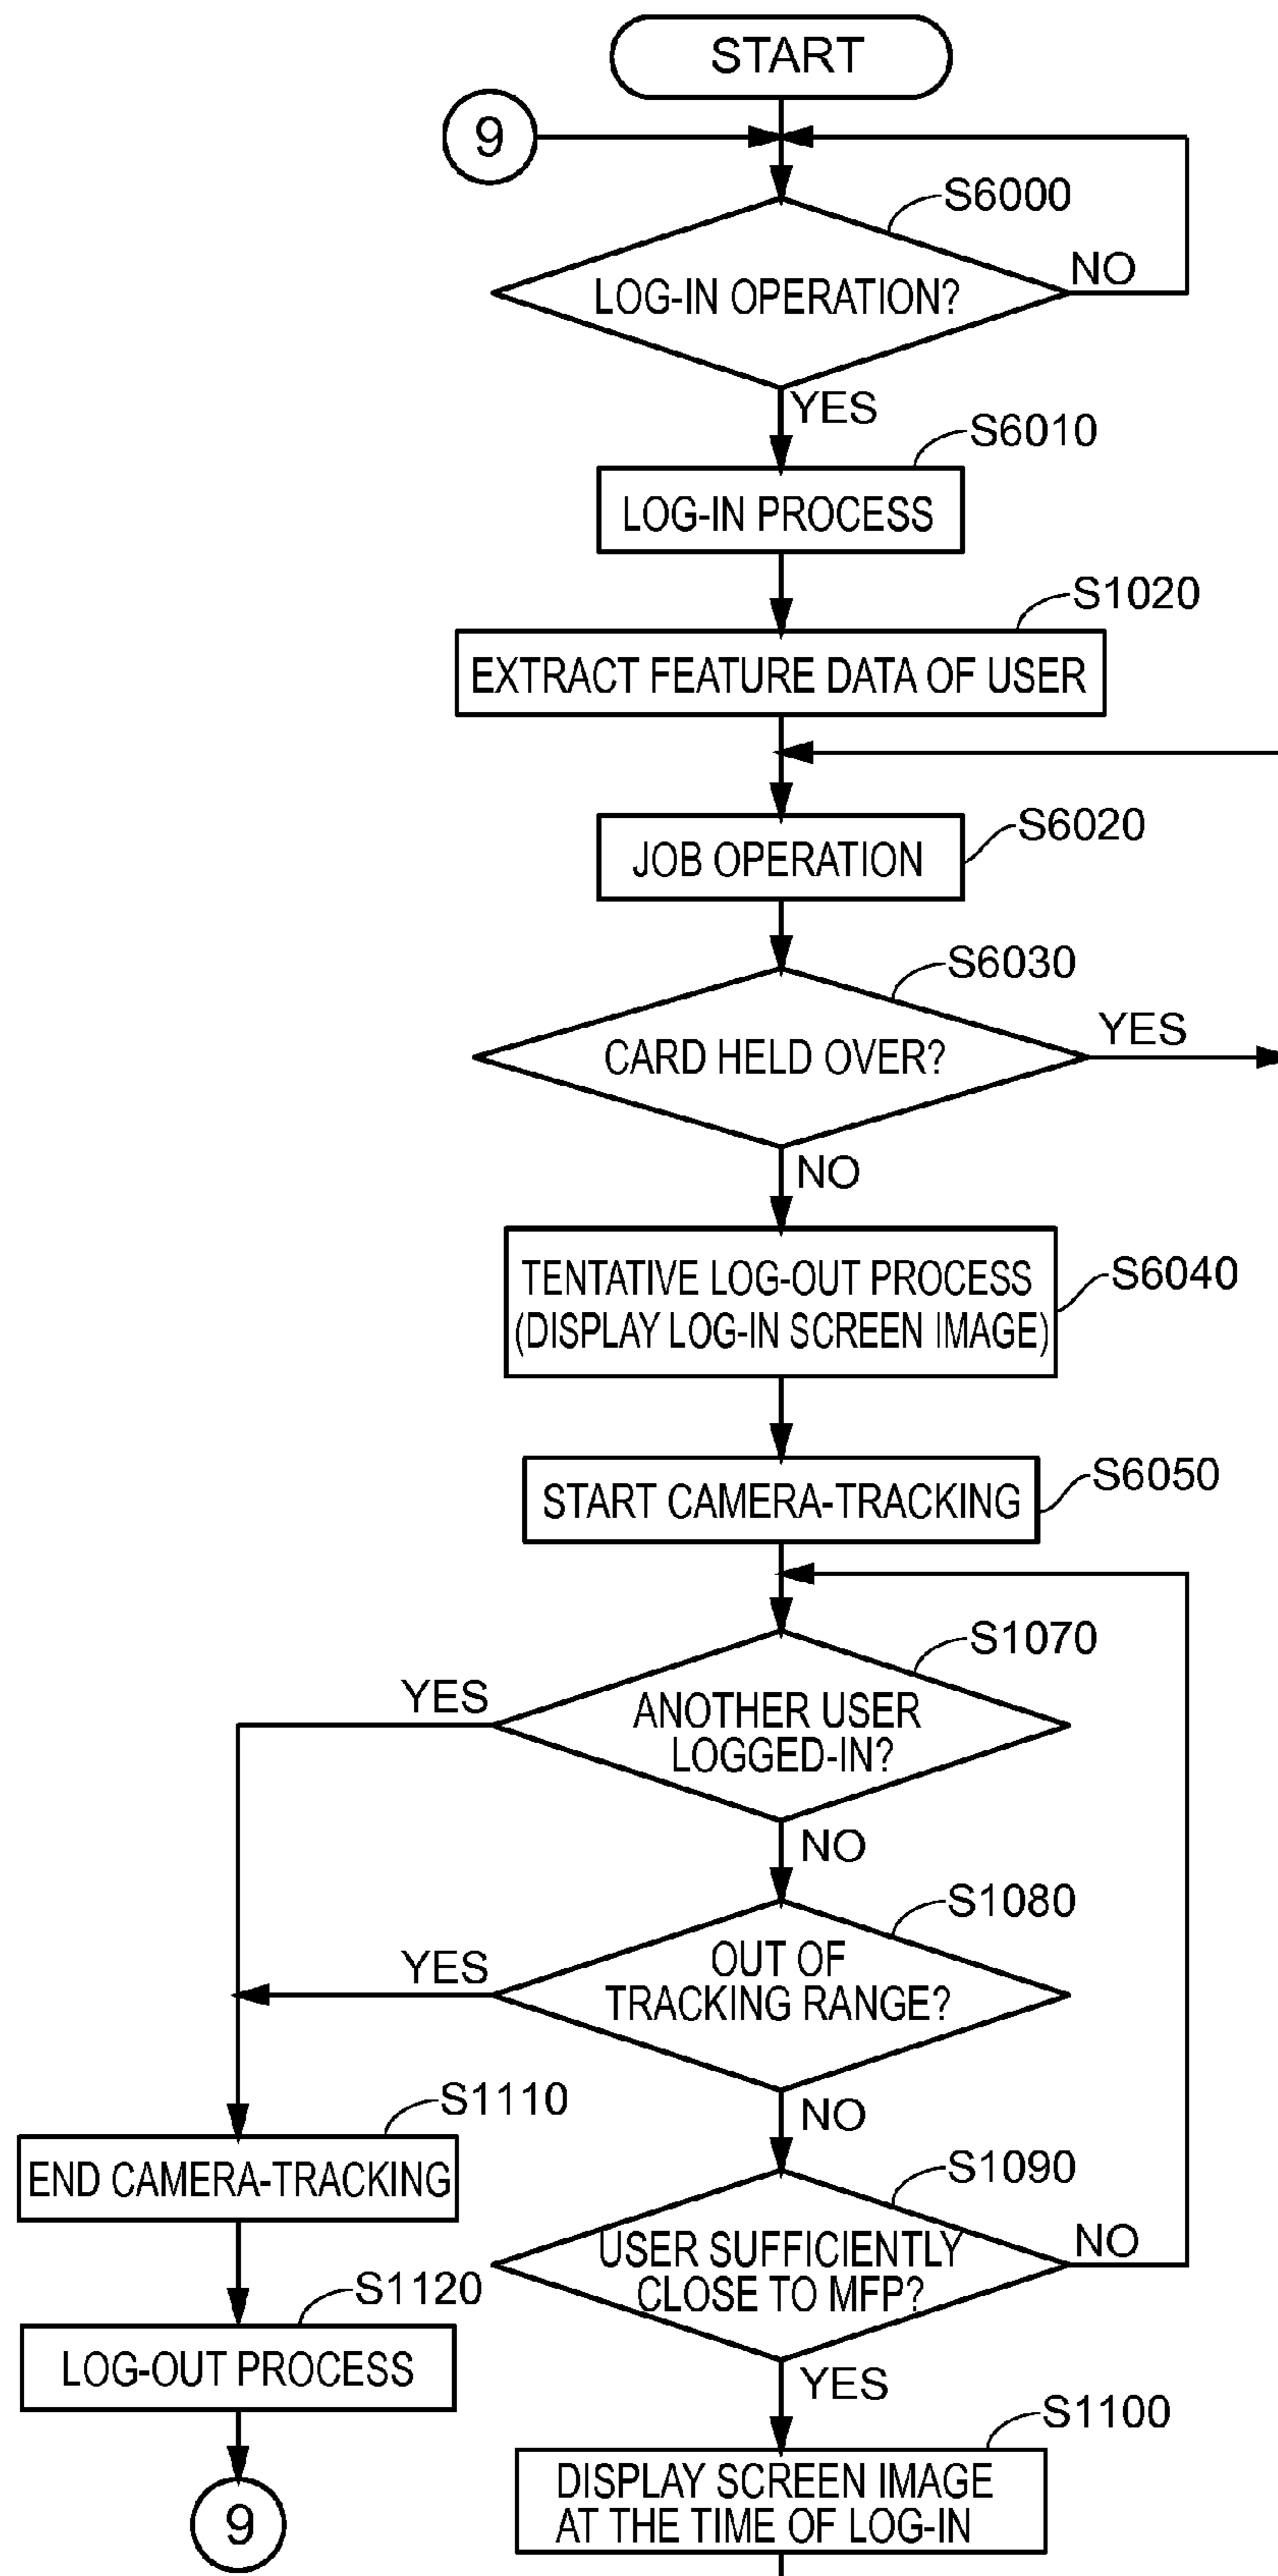 START
9
S6000
LOG-IN OPERATION?
NO
YES
S6010
LOG-IN PROCESS
S1020
EXTRACT FEATURE DATA OF USER
S6020
JOB OPERATION
S6030
CARD HELD OVER?
YES
NO
S6040
TENTATIVE LOG-OUT PROCESS
(DISPLAY LOG-IN SCREEN IMAGE)
S6050
START CAMERA-TRACKING
S1070
YES
ANOTHER USER
LOGGED-IN?
NO
S1080
YES
OUT OF
TRACKING RANGE?
NO
S1110
END CAMERA-TRACKING
S1090
USER SUFFICIENTLY
CLOSE TO MFP?
NO
S1120
LOG-OUT PROCESS
YES
S1100
DISPLAY SCREEN IMAGE
AT THE TIME OF LOG-IN
9